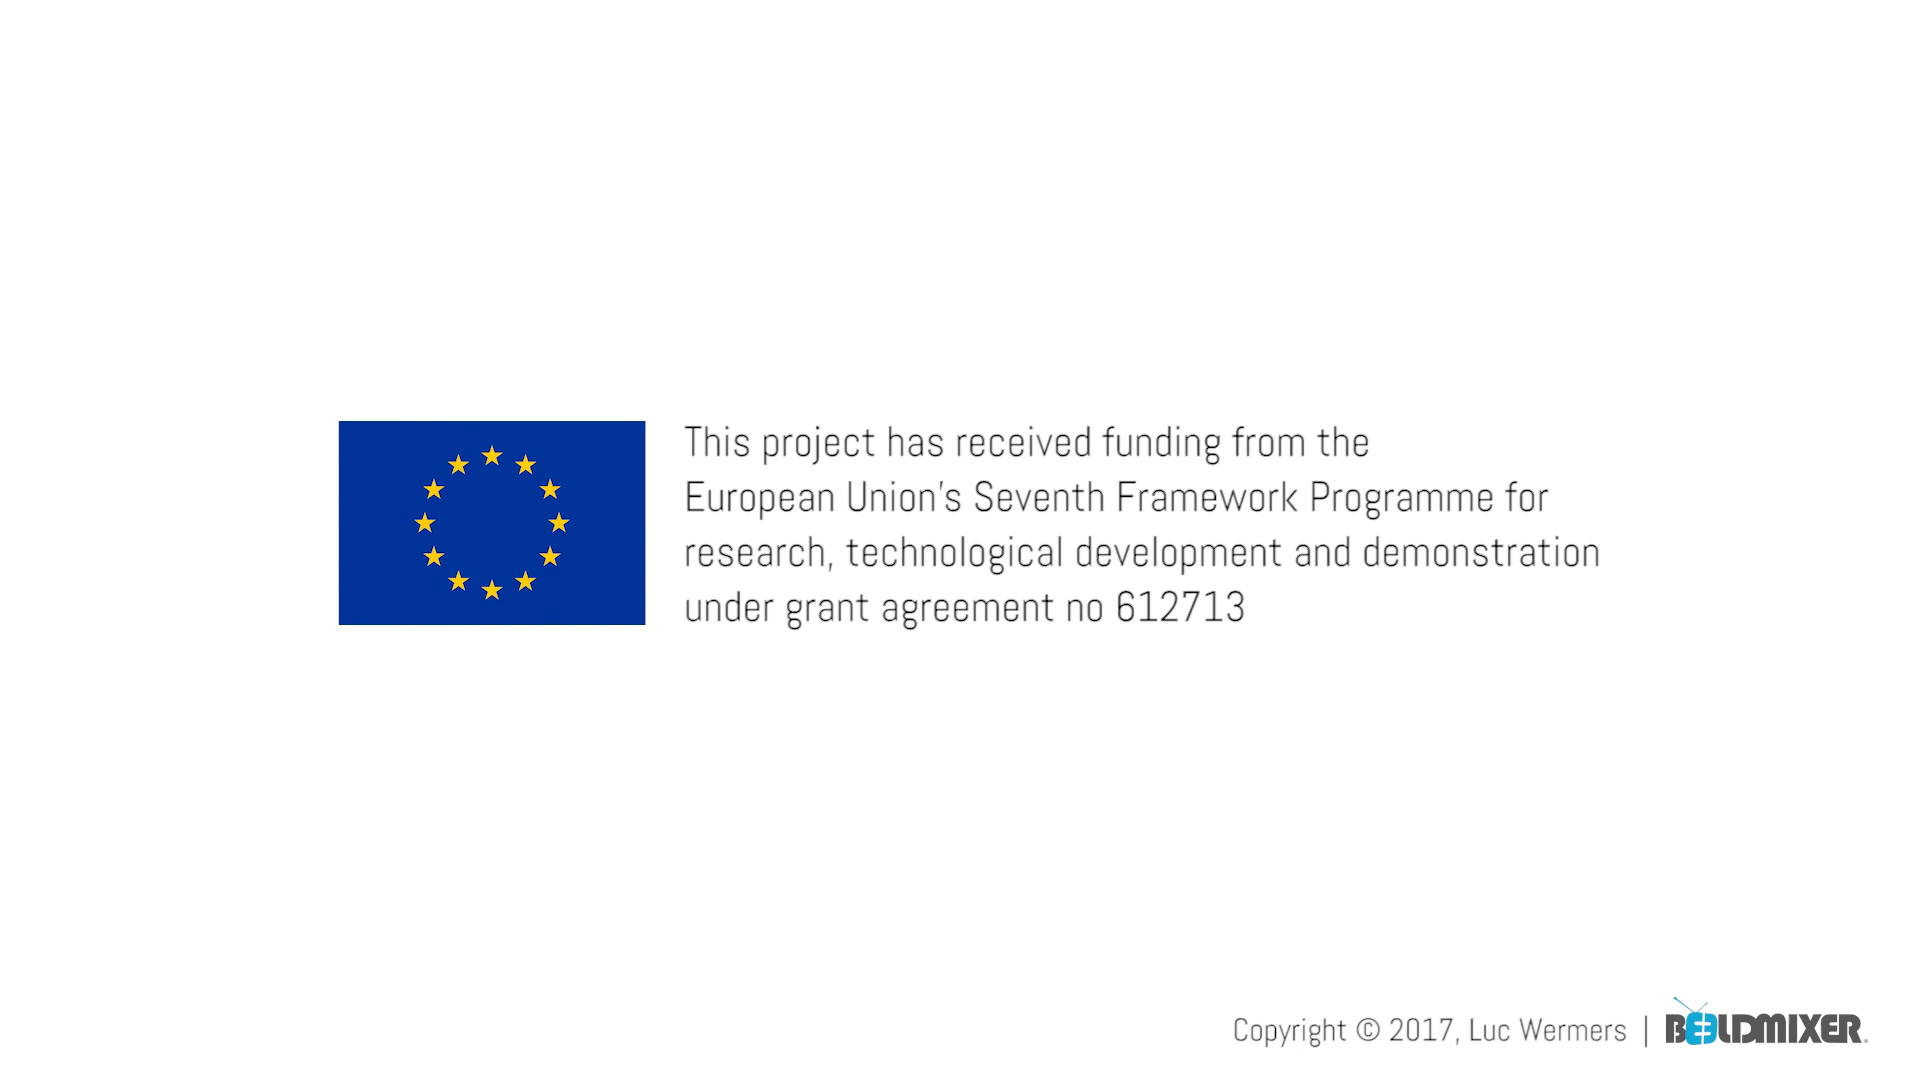 This project has received funding from the
European Union's Seventh Framework Programme for
research, technological development and demonstration
under grant agreement no 612713
Copyright © 2017, Luc Wermers | BEELDMIXER.